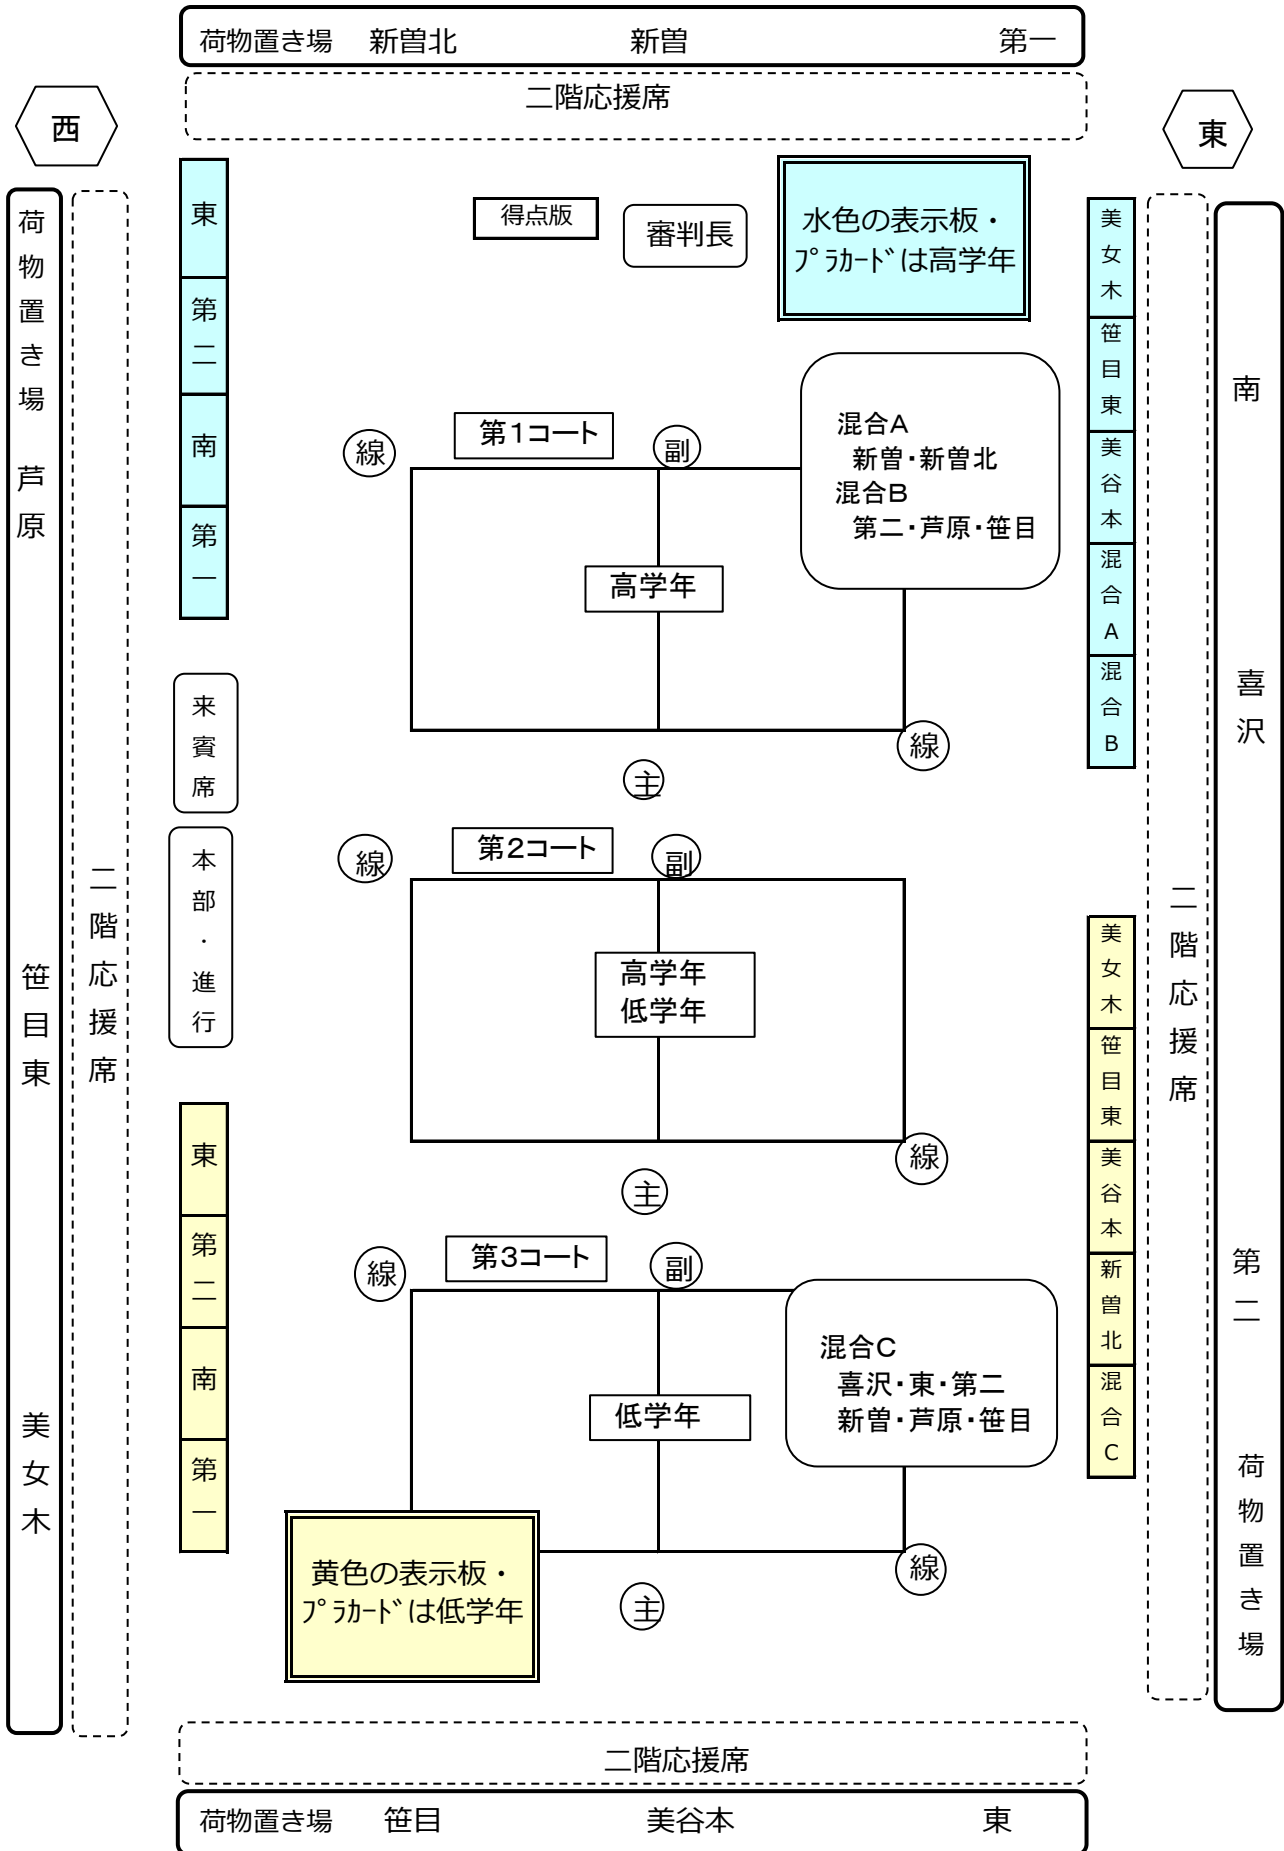 荷物置き場 新曽北 新曽 第一
二階応援席
西
東
荷物置き場 芦原 笹目東 美女木
二階応援席
東
第二
南
第一
得点版
審判長
水色の表示板・
プラカードは高学年
美女木
笹目東
美谷本
混合A
混合B
二階応援席
南 喜沢 第二 荷物置き場
線
第1コート
副
混合A
新曽・新曽北
混合B
第二・芦原・笹目
高学年
線
主
来賓席
本部・進行
線
第2コート
副
高学年
低学年
線
主
美女木
笹目東
美谷本
新曽北
混合C
東
第二
南
第一
線
第3コート
副
混合C
喜沢・東・第二
新曽・芦原・笹目
低学年
黄色の表示板・
プラカードは低学年
線
主
二階応援席
荷物置き場 笹目 美谷本 東